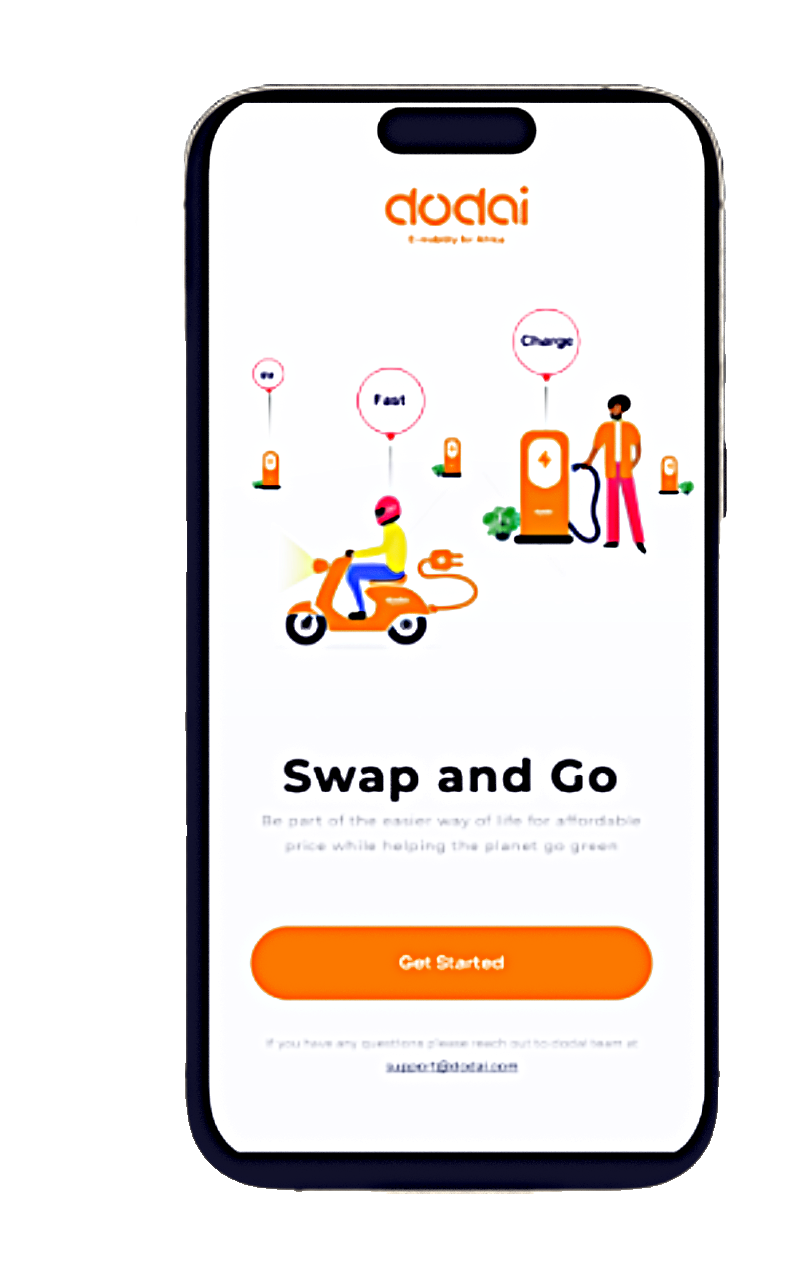 dodai
E-mobility for Africa
Charge
ev
Fast
Swap and Go
Be part of the easier way of life for affordable
price while helping the planet go green
Get Started
If you have any questions please reach out to dodai team at
support@dodai.com